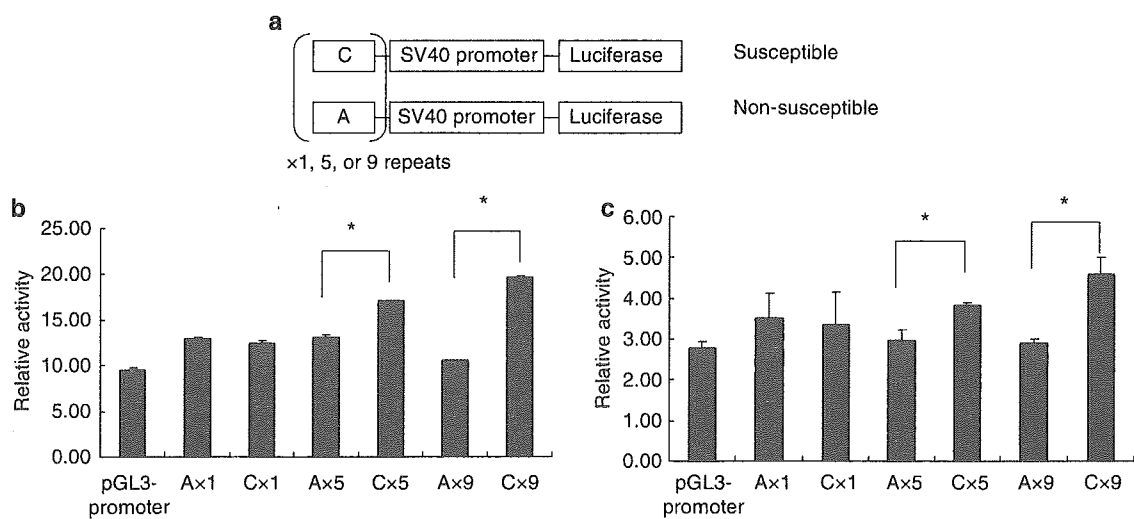 a
C SV40 promoter Luciferase Susceptible
A SV40 promoter Luciferase Non-susceptible
×1, 5, or 9 repeats
b
Relative activity
25.00
20.00
15.00
10.00
5.00
0.00
* *
pGL3-promoter A×1 C×1 A×5 C×5 A×9 C×9
c
Relative activity
6.00
5.00
4.00
3.00
2.00
1.00
0.00
* *
pGL3-promoter A×1 C×1 A×5 C×5 A×9 C×9